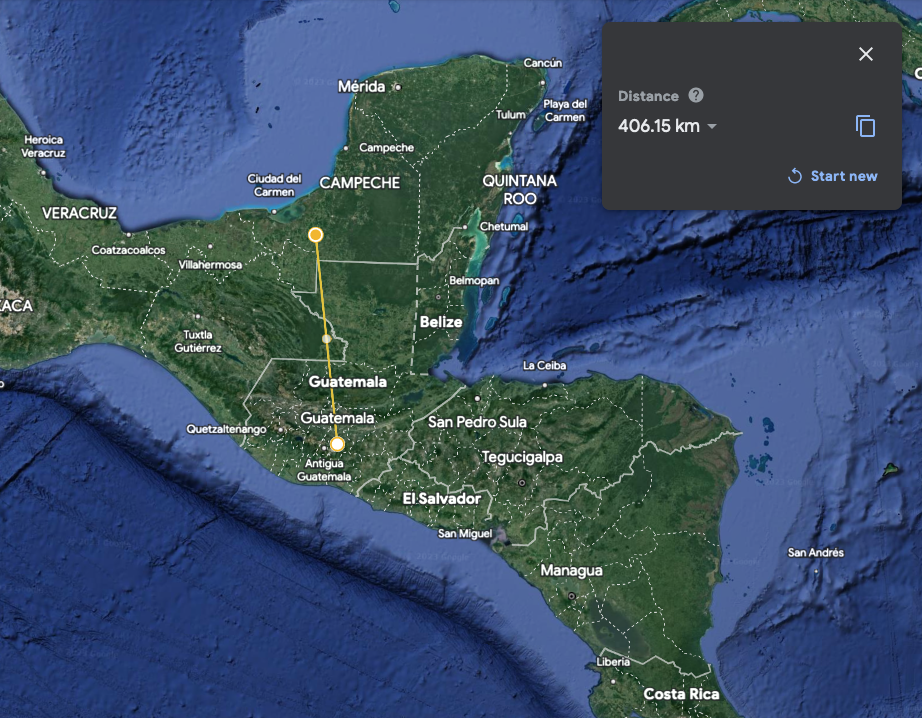 Cancún
Mérida
Distance
Playa del
Carmen
Tulum
406.15 km
Heroica
Veracruz
Campeche
Start new
Ciudad del
Carmen
CAMPECHE
QUINTANA
ROO
VERACRUZ
Chetumal
Coatzacoalcos
Villahermosa
Belmopan
Belize
Tuxtla
Gutiérrez
La Ceiba
Guatemala
Guatemala
San Pedro Sula
Quetzaltenango
Tegucigalpa
Antigua
Guatemala
El Salvador
San Miguel
San Andrés
Managua
Liberia
Costa Rica